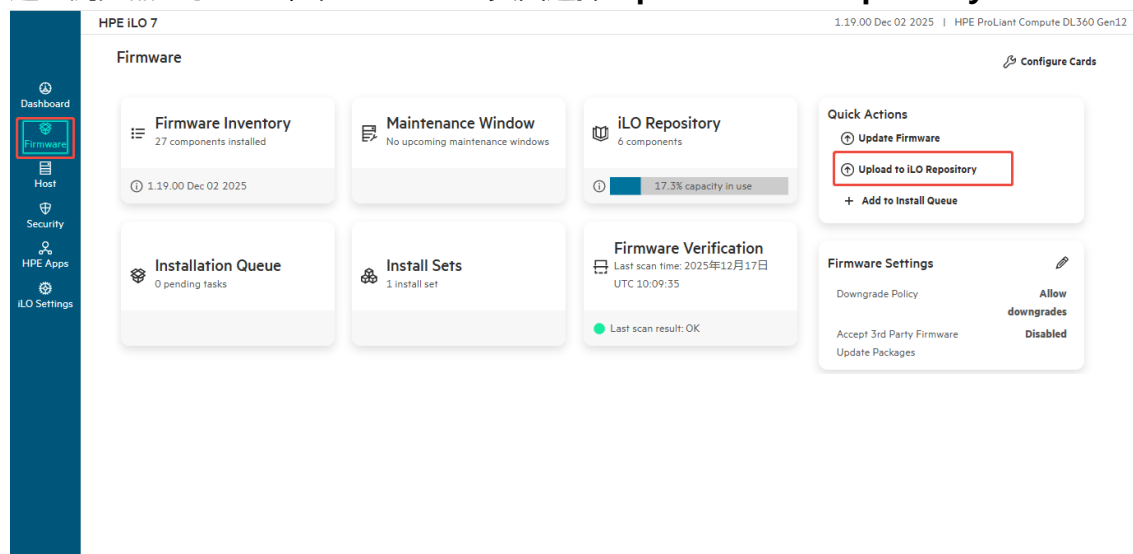 HPE iLO 7
1.19.00 Dec 02 2025 | HPE ProLiant Compute DL360 Gen12
Firmware
Configure Cards
Dashboard
Firmware
Host
Security
HPE Apps
iLO Settings
Firmware Inventory
27 components installed
1.19.00 Dec 02 2025
Maintenance Window
No upcoming maintenance windows
iLO Repository
6 components
17.3% capacity in use
Installation Queue
0 pending tasks
Install Sets
1 install set
Firmware Verification
Last scan time: 2025年12月17日
UTC 10:09:35
Last scan result: OK
Quick Actions
Update Firmware
Upload to iLO Repository
+ Add to Install Queue
Firmware Settings
Downgrade Policy
Allow
downgrades
Accept 3rd Party Firmware
Update Packages
Disabled